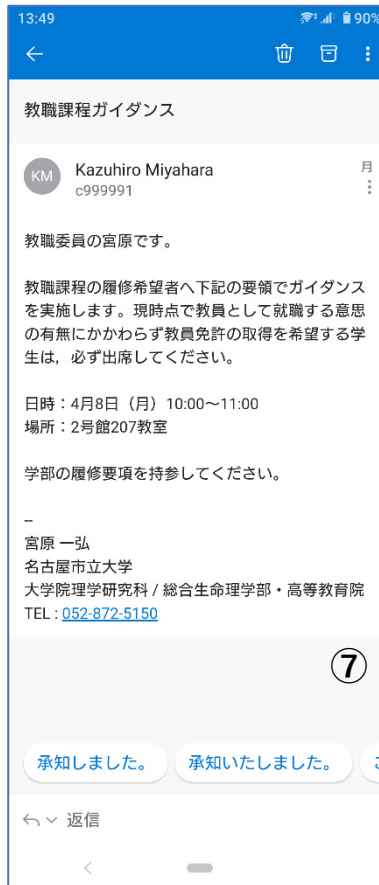 13:49 90%
教職課程ガイダンス
KM Kazuhiro Miyahara 月
c999991
教職委員の宮原です。
教職課程の履修希望者へ下記の要領でガイダンス
を実施します。現時点で教員として就職する意思
の有無にかかわらず教員免許の取得を希望する学
生は，必ず出席してください。
日時：4月8日（月）10:00～11:00
場所：2号館207教室
学部の履修要項を持参してください。
--
宮原 一弘
名古屋市立大学
大学院理学研究科 / 総合生命理学部・高等教育院
TEL : 052-872-5150
⑦
承知しました。 承知いたしました。
返信